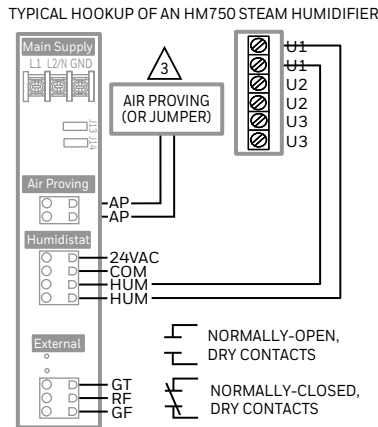 TYPICAL HOOKUP OF AN HM750 STEAM HUMIDIFIER
Main Supply
L1 L2/N GND
J13
J14
3
AIR PROVING
(OR JUMPER)
U1
U1
U2
U2
U3
U3
Air Proving
AP
AP
Humidistat
24VAC
COM
HUM
HUM
External
GT
RF
GF
NORMALLY-OPEN,
DRY CONTACTS
NORMALLY-CLOSED,
DRY CONTACTS